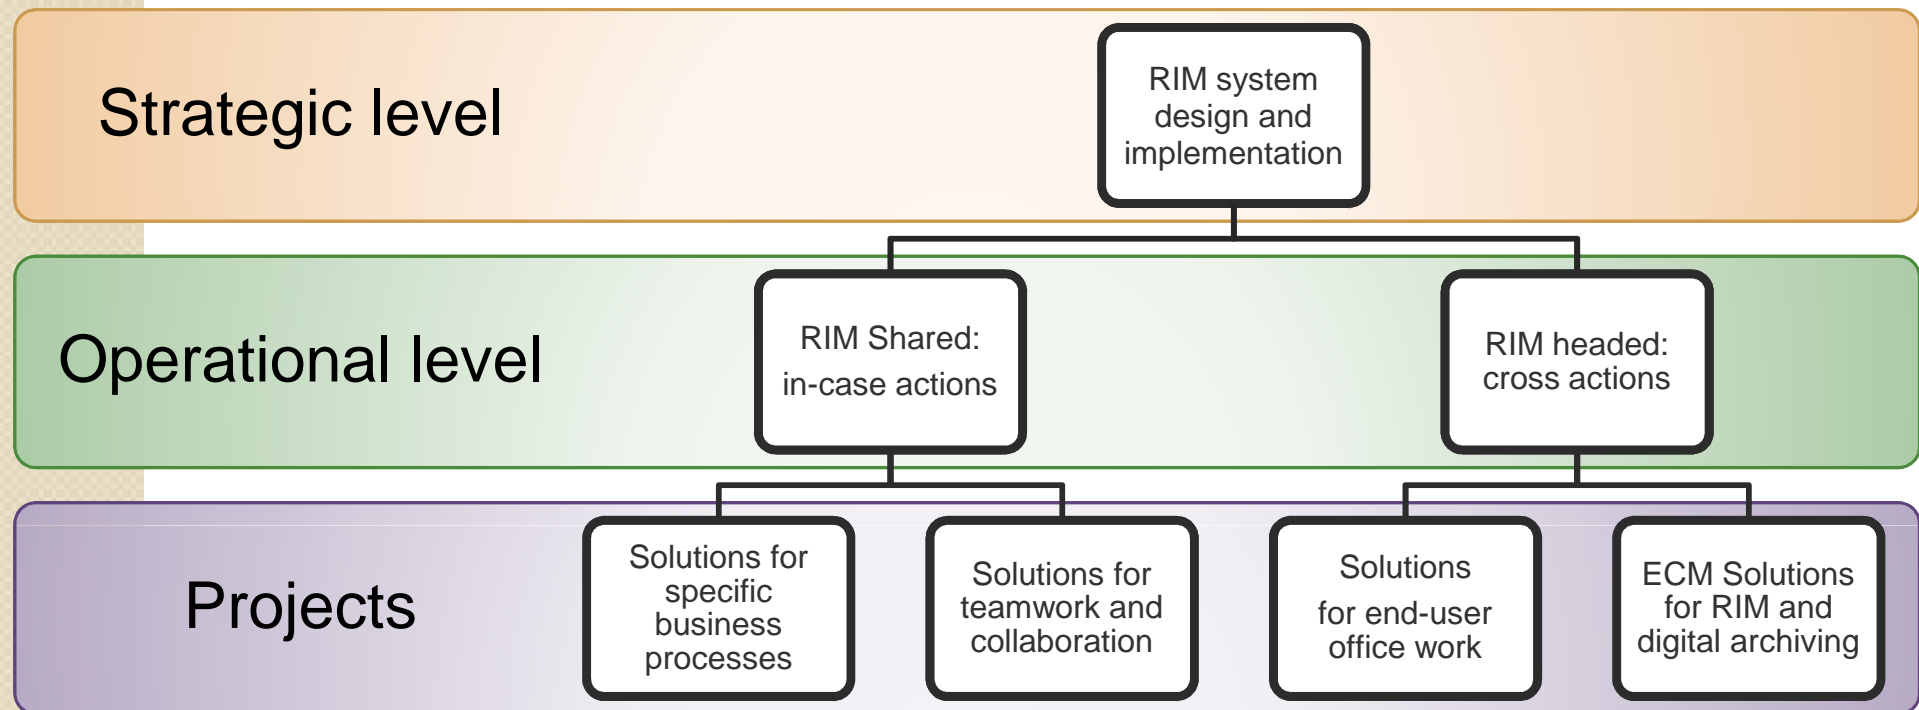 Strategic level
RIM system
design and
implementation
Operational level
RIM Shared:
in-case actions
RIM headed:
cross actions
Projects
Solutions for
specific
business
processes
Solutions for
teamwork and
collaboration
Solutions
for end-user
office work
ECM Solutions
for RIM and
digital archiving